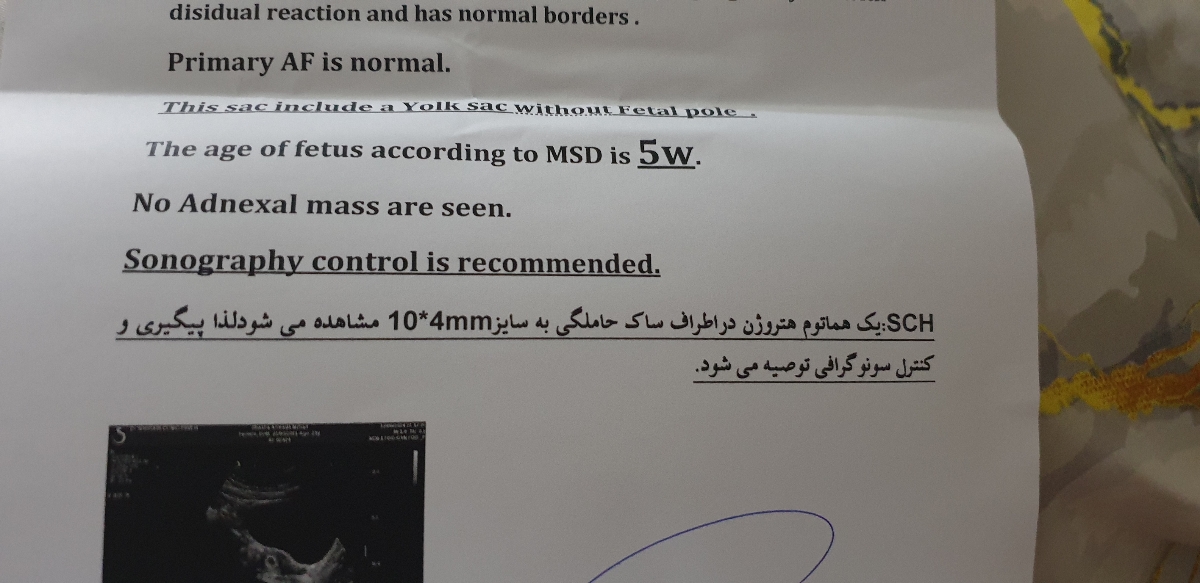 disidual reaction and has normal borders .
Primary AF is normal.
This sac include a Yolk sac without Fetal pole .
The age of fetus according to MSD is 5w.
No Adnexal mass are seen.
Sonography control is recommended.
SCH:یک هماتوم هتروژن دراطراف ساک حاملگی به سایز10*4mm مشاهده می شودلذا پیگیری و
کنترل سونوگرافی توصیه می شود.